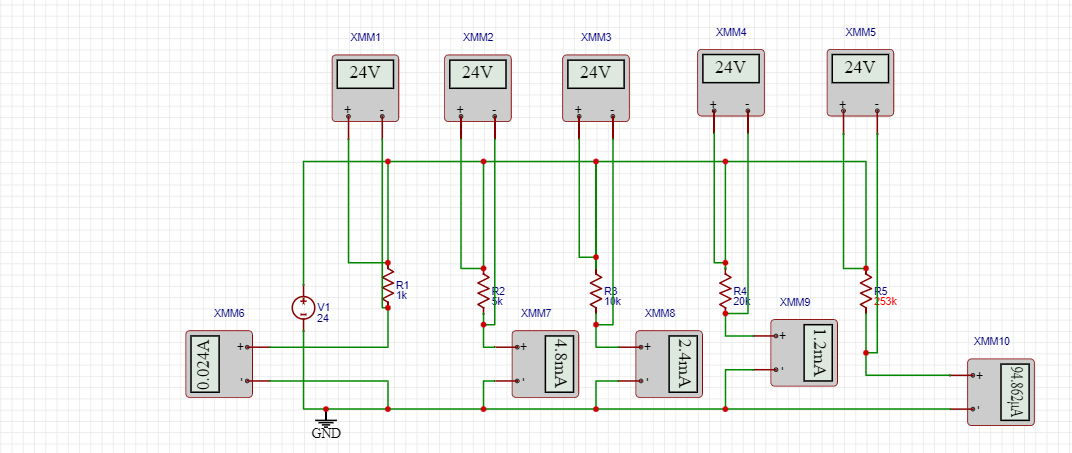 XMM1
XMM2
XMM3
XMM4
XMM5
24V
24V
24V
24V
24V
+ -
+ -
+ -
+ -
+ -
R1
1k
R2
5k
R3
10k
R4
20k
R5
253k
V1
24
XMM6
0.024A
+
-
XMM7
4.8mA
+
-
XMM8
2.4mA
+
-
XMM9
1.2mA
+
-
XMM10
94.862µA
+
-
GND